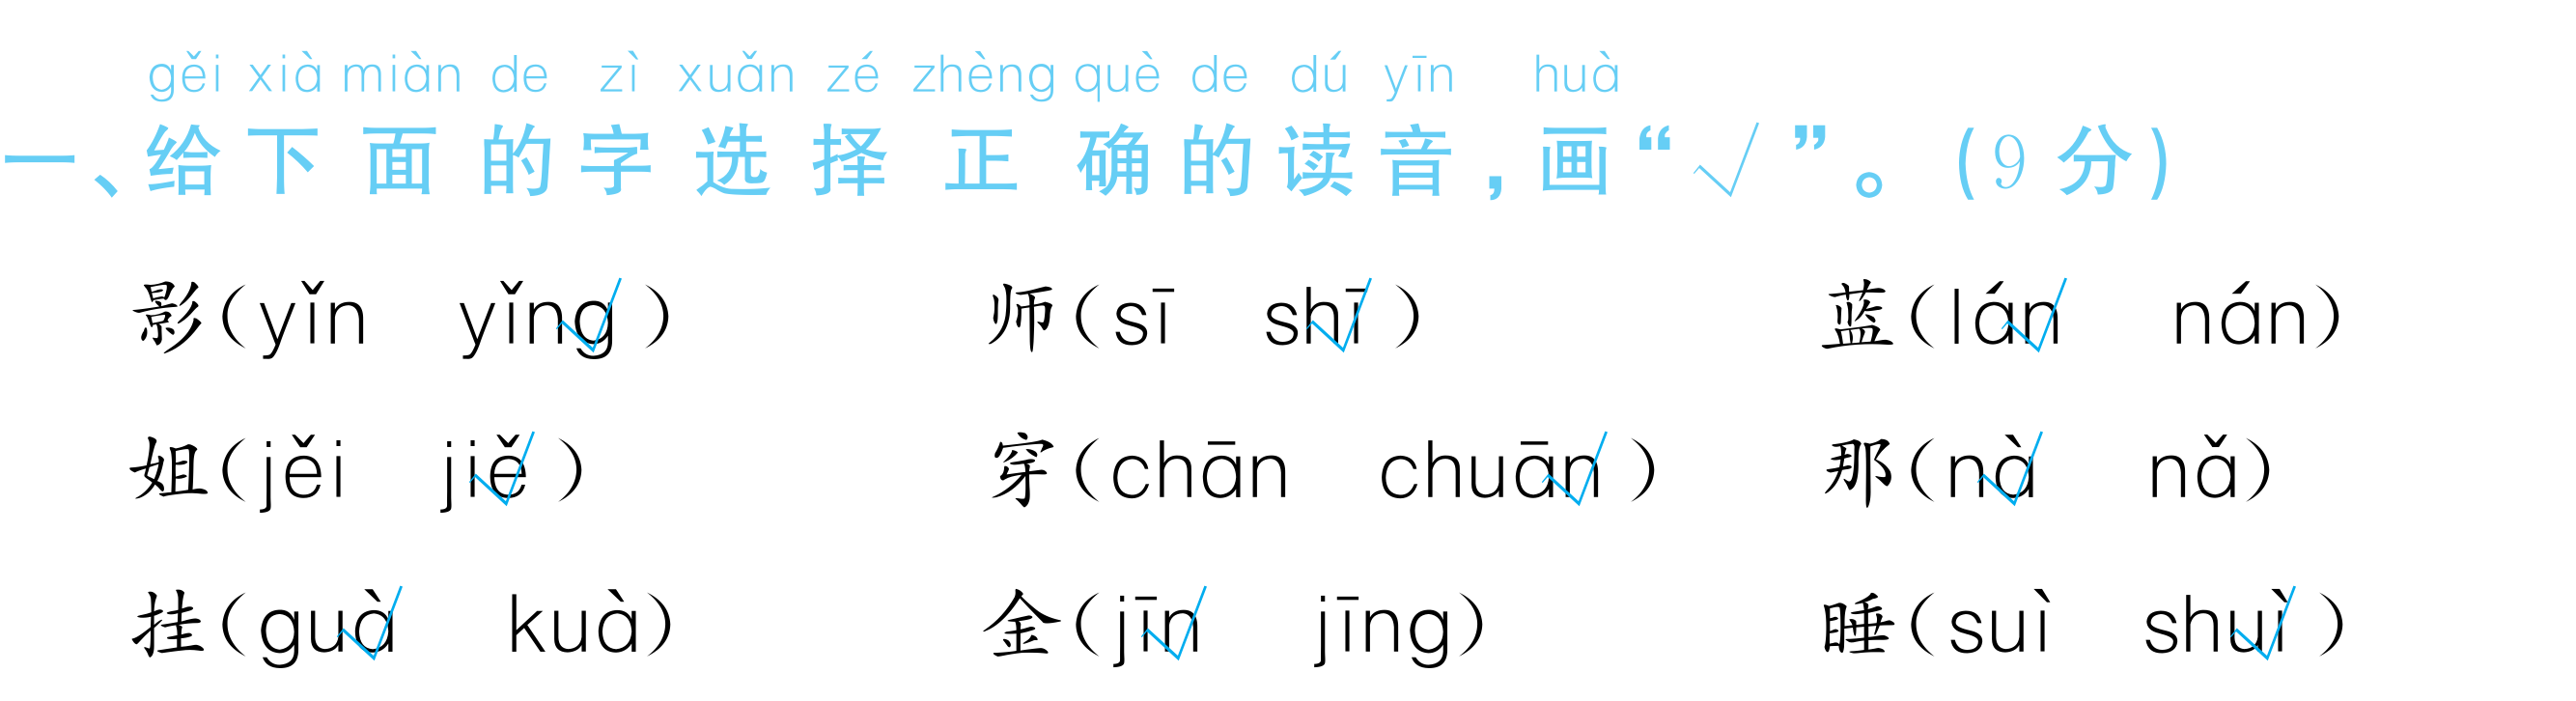 gěi xià miàn de zì xuǎn zé zhèng què de dú yīn huà
一、给下面的字选择正确的读音,画“√”。(9分)
影(yǐn yǐng√) 师(sī shī√) 蓝(lán√ nán)
姐(jěi jiě√) 穿(chān chuān√) 那(nà√ nǎ)
挂(guà√ kuà) 金(jīn√ jīng) 睡(suì shuì√)